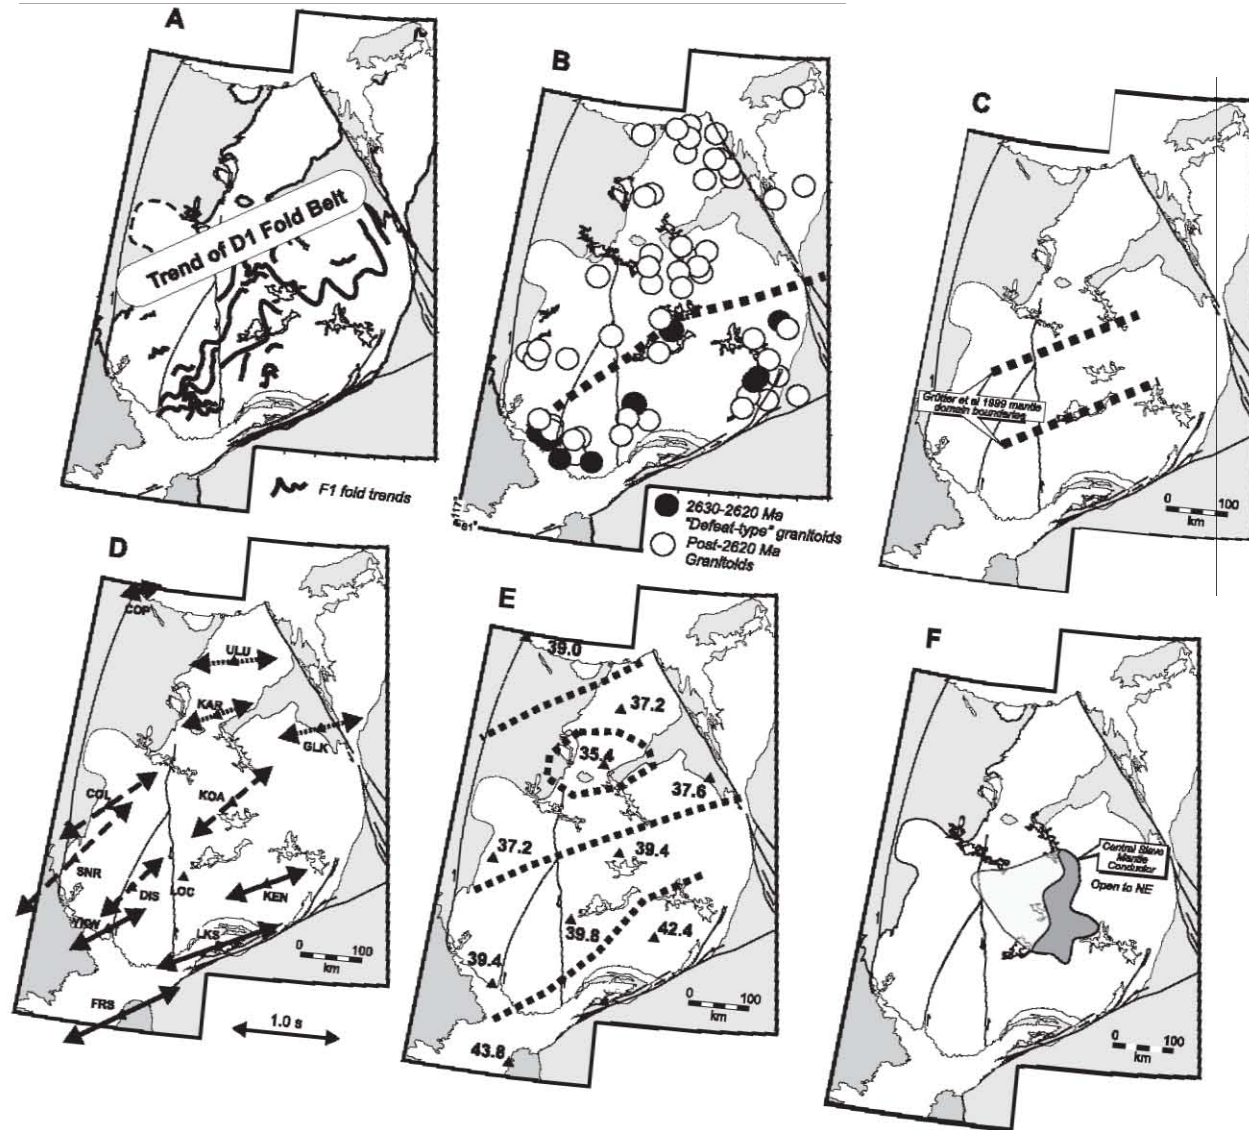 A
Trend of D1 Fold Belt
F1 fold trends
B
2630-2620 Ma
"Defeat-type" granitoids
Post-2620 Ma
Granitoids
C
Grütter et al 1999 mantle
domain boundaries
0 100
km
D
COP
ULU
KAR
GLK
COL
KOA
SNR
DIS
LOC
KEN
YKW
LKS
FRS
0 100
km
1.0 s
E
39.0
37.2
35.4
37.6
37.2
39.4
39.8
42.4
39.4
43.8
0 100
km
F
Central Slave
Mantle
Conductor
Open to NE
0 100
km